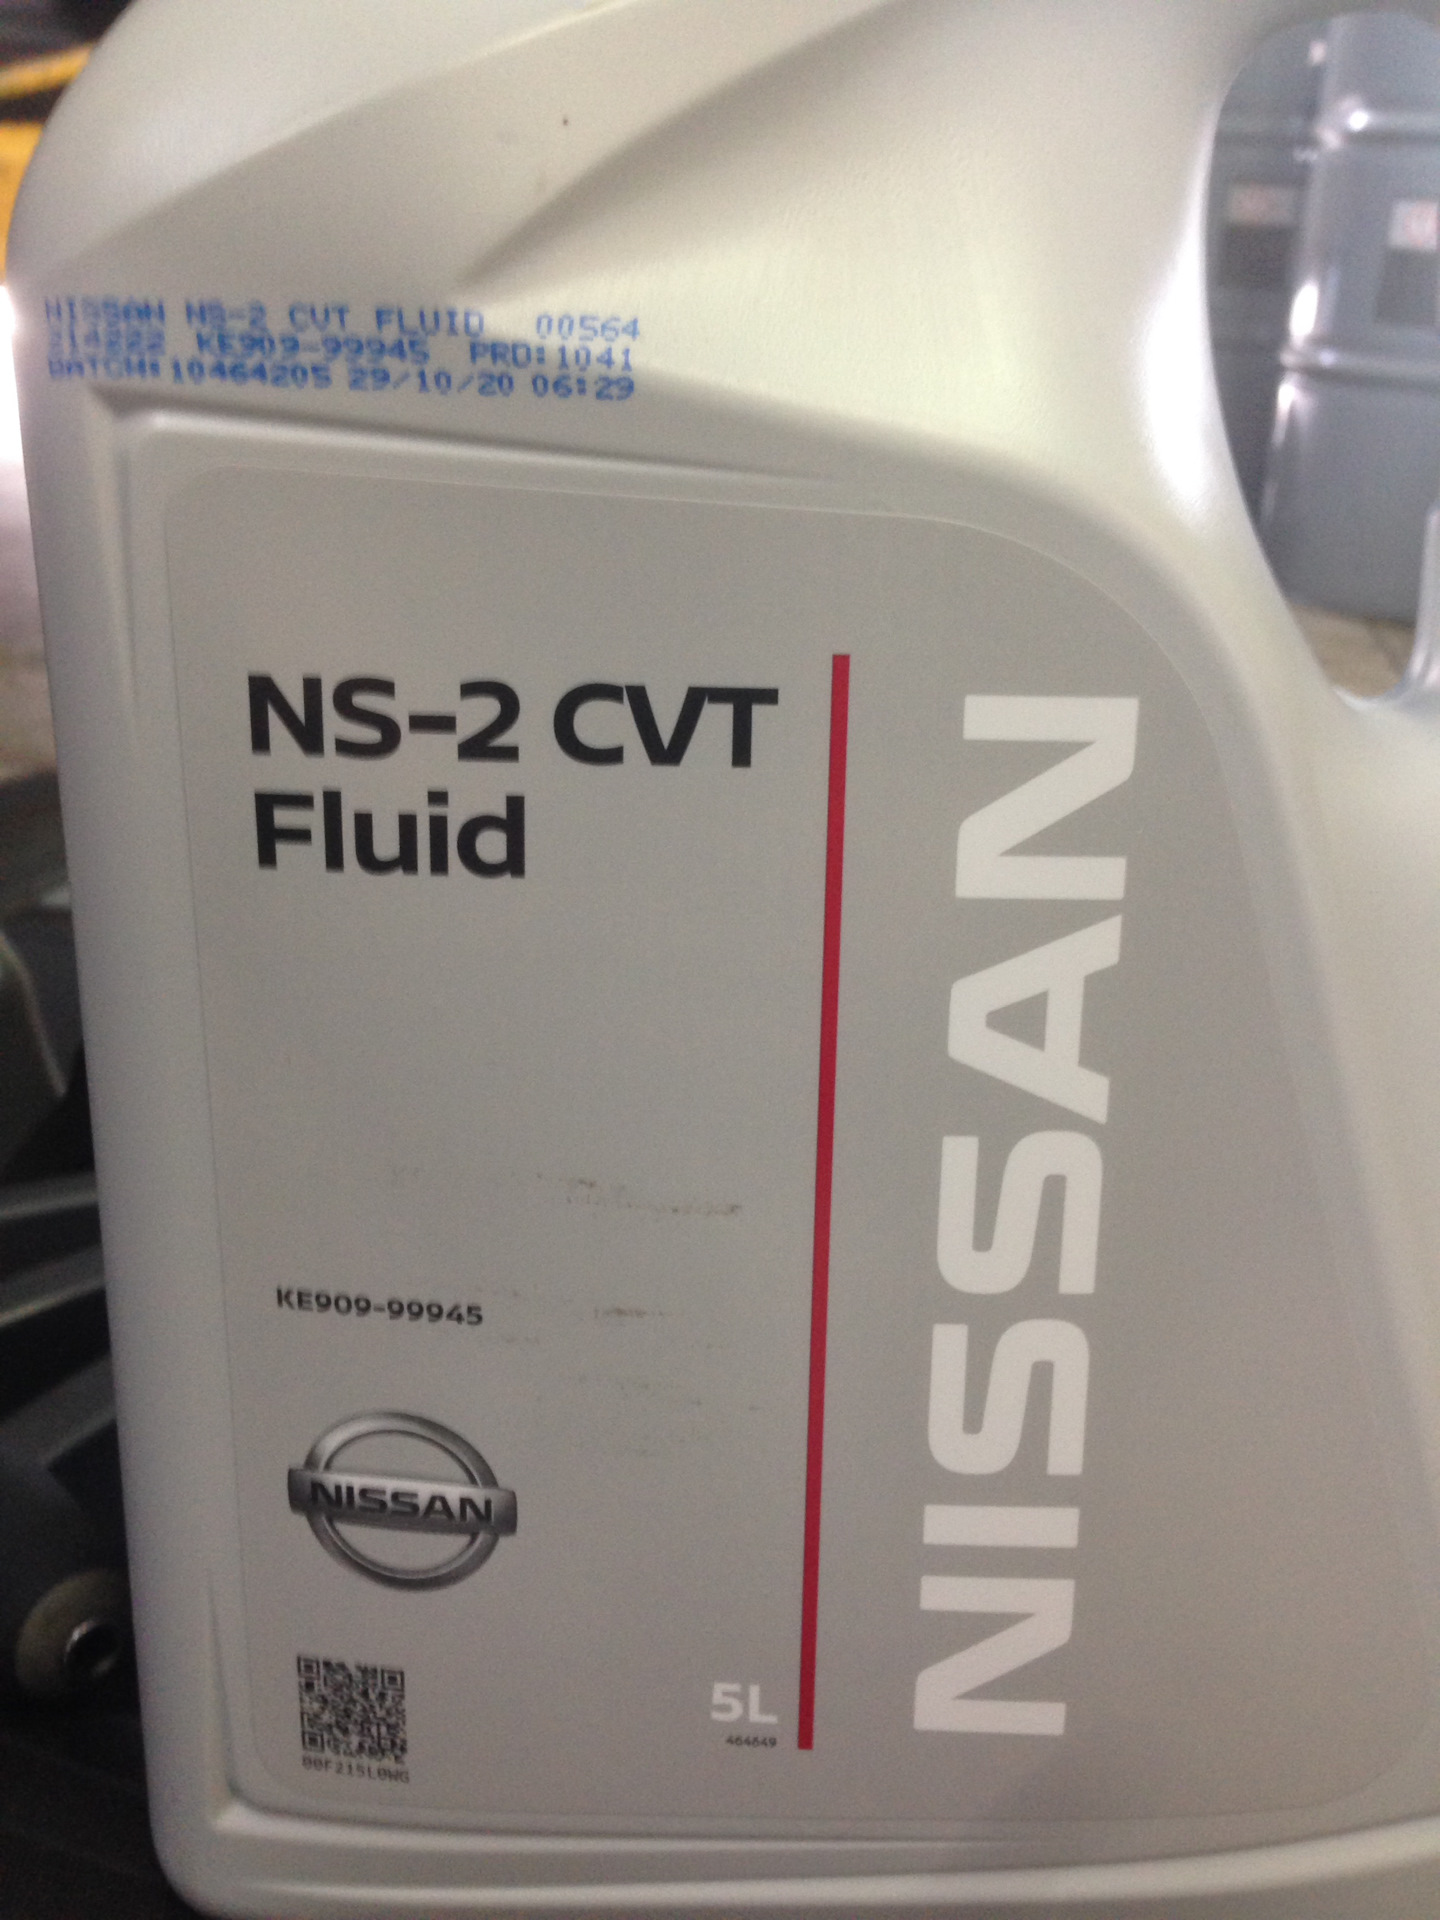 NISSAN NS-2 CVT FLUID 00564
214222 KE909-99945 PRD:1041
BATCH:10464205 29/10/20 06:29
NS-2 CVT
Fluid
NISSAN
KE909-99945
NISSAN
5L
464649